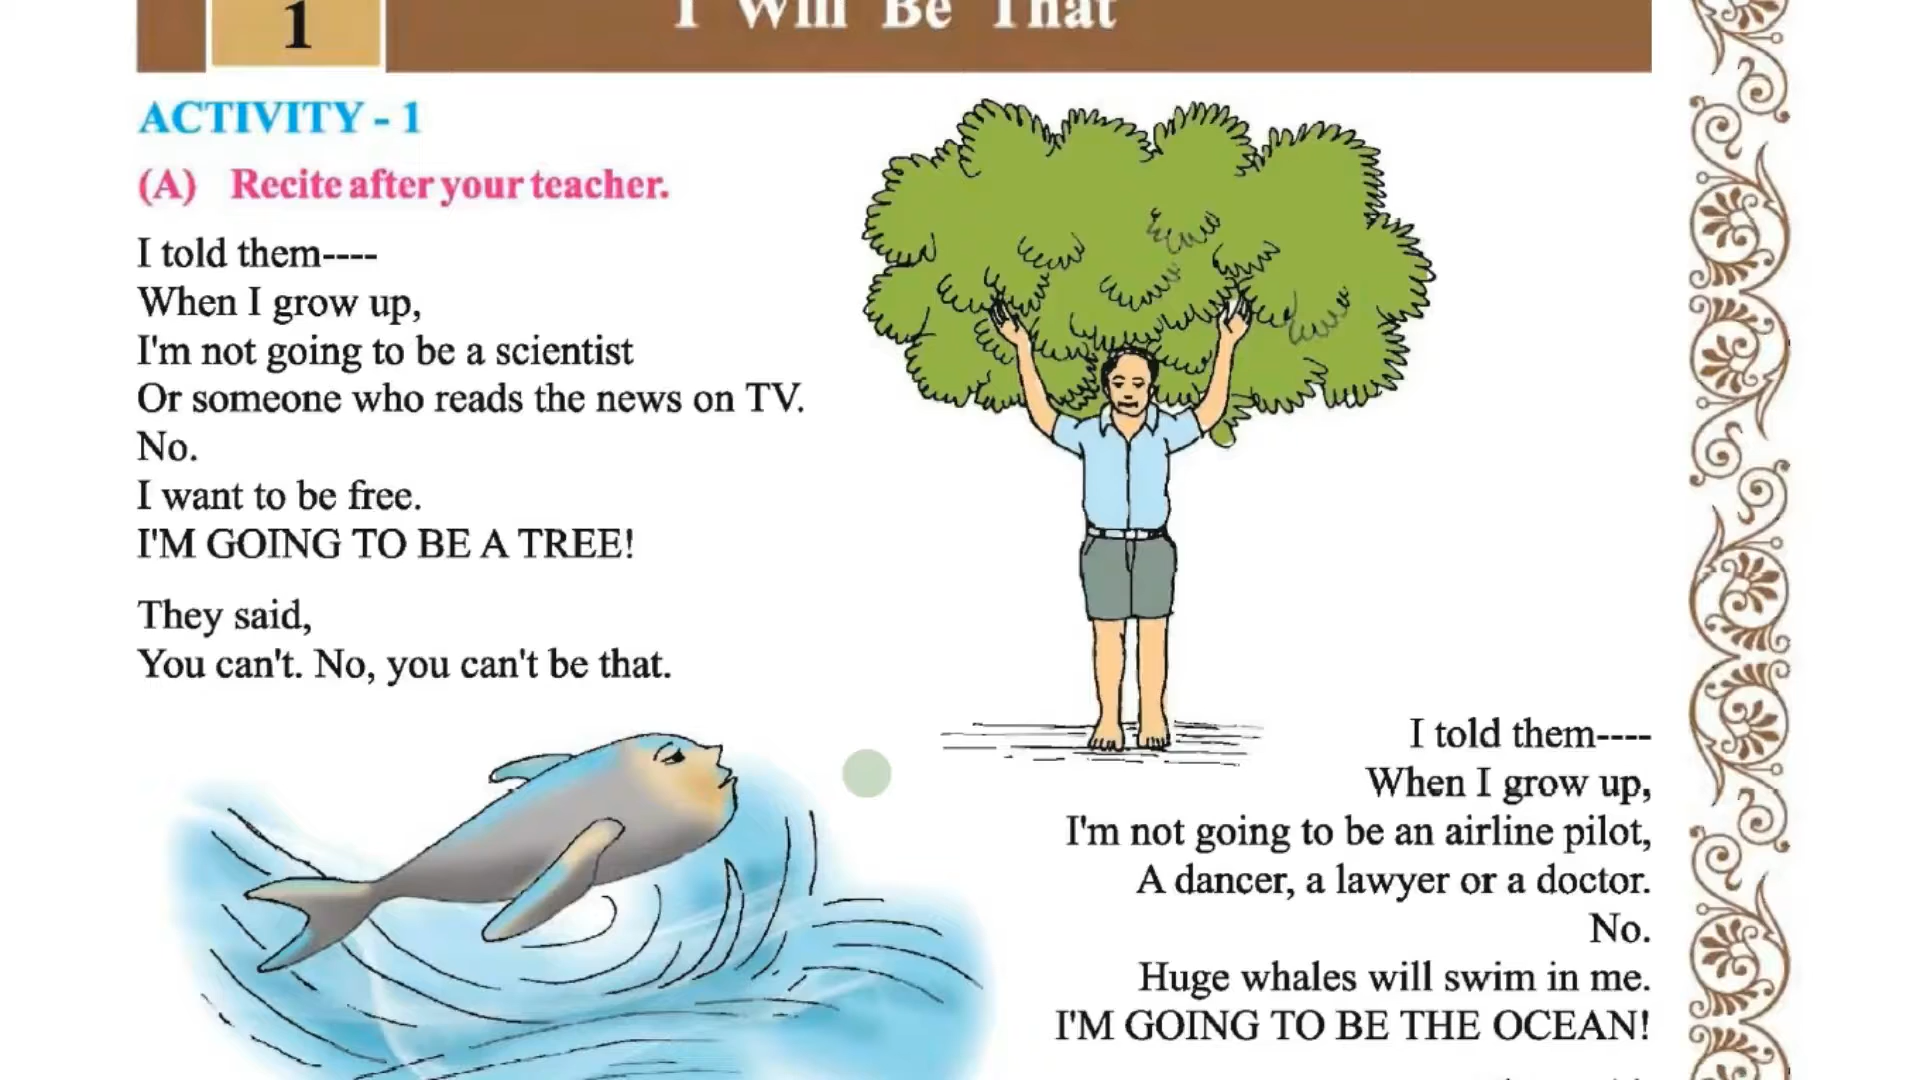 1
I Will Be That
ACTIVITY - 1
(A) Recite after your teacher.
I told them----
When I grow up,
I'm not going to be a scientist
Or someone who reads the news on TV.
No.
I want to be free.
I'M GOING TO BE A TREE!
They said,
You can't. No, you can't be that.
I told them----
When I grow up,
I'm not going to be an airline pilot,
A dancer, a lawyer or a doctor.
No.
Huge whales will swim in me.
I'M GOING TO BE THE OCEAN!